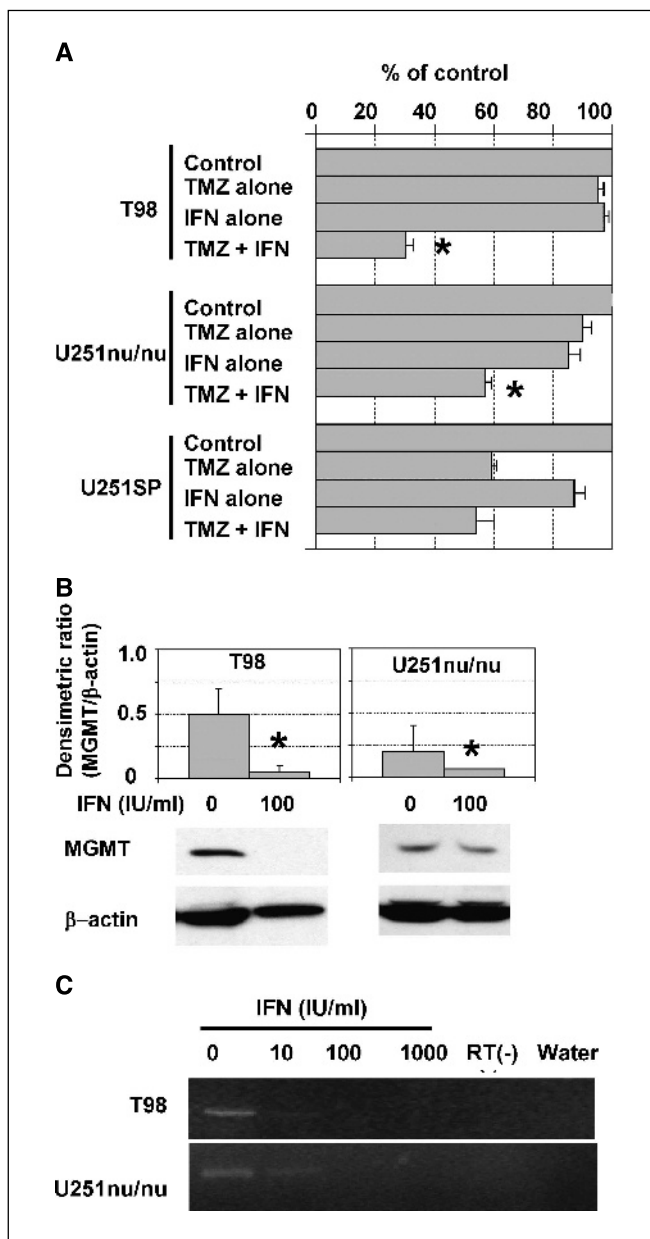 A
% of control
0 20 40 60 80 100
T98
Control
TMZ alone
IFN alone
TMZ + IFN
*
U251nu/nu
Control
TMZ alone
IFN alone
TMZ + IFN
*
U251SP
Control
TMZ alone
IFN alone
TMZ + IFN
B
Densimetric ratio
(MGMT/β-actin)
1.0
0.5
0
T98
*
U251nu/nu
*
IFN (IU/ml) 0 100 0 100
MGMT
β-actin
C
IFN (IU/ml)
0 10 100 1000 RT(-) Water
T98
U251nu/nu